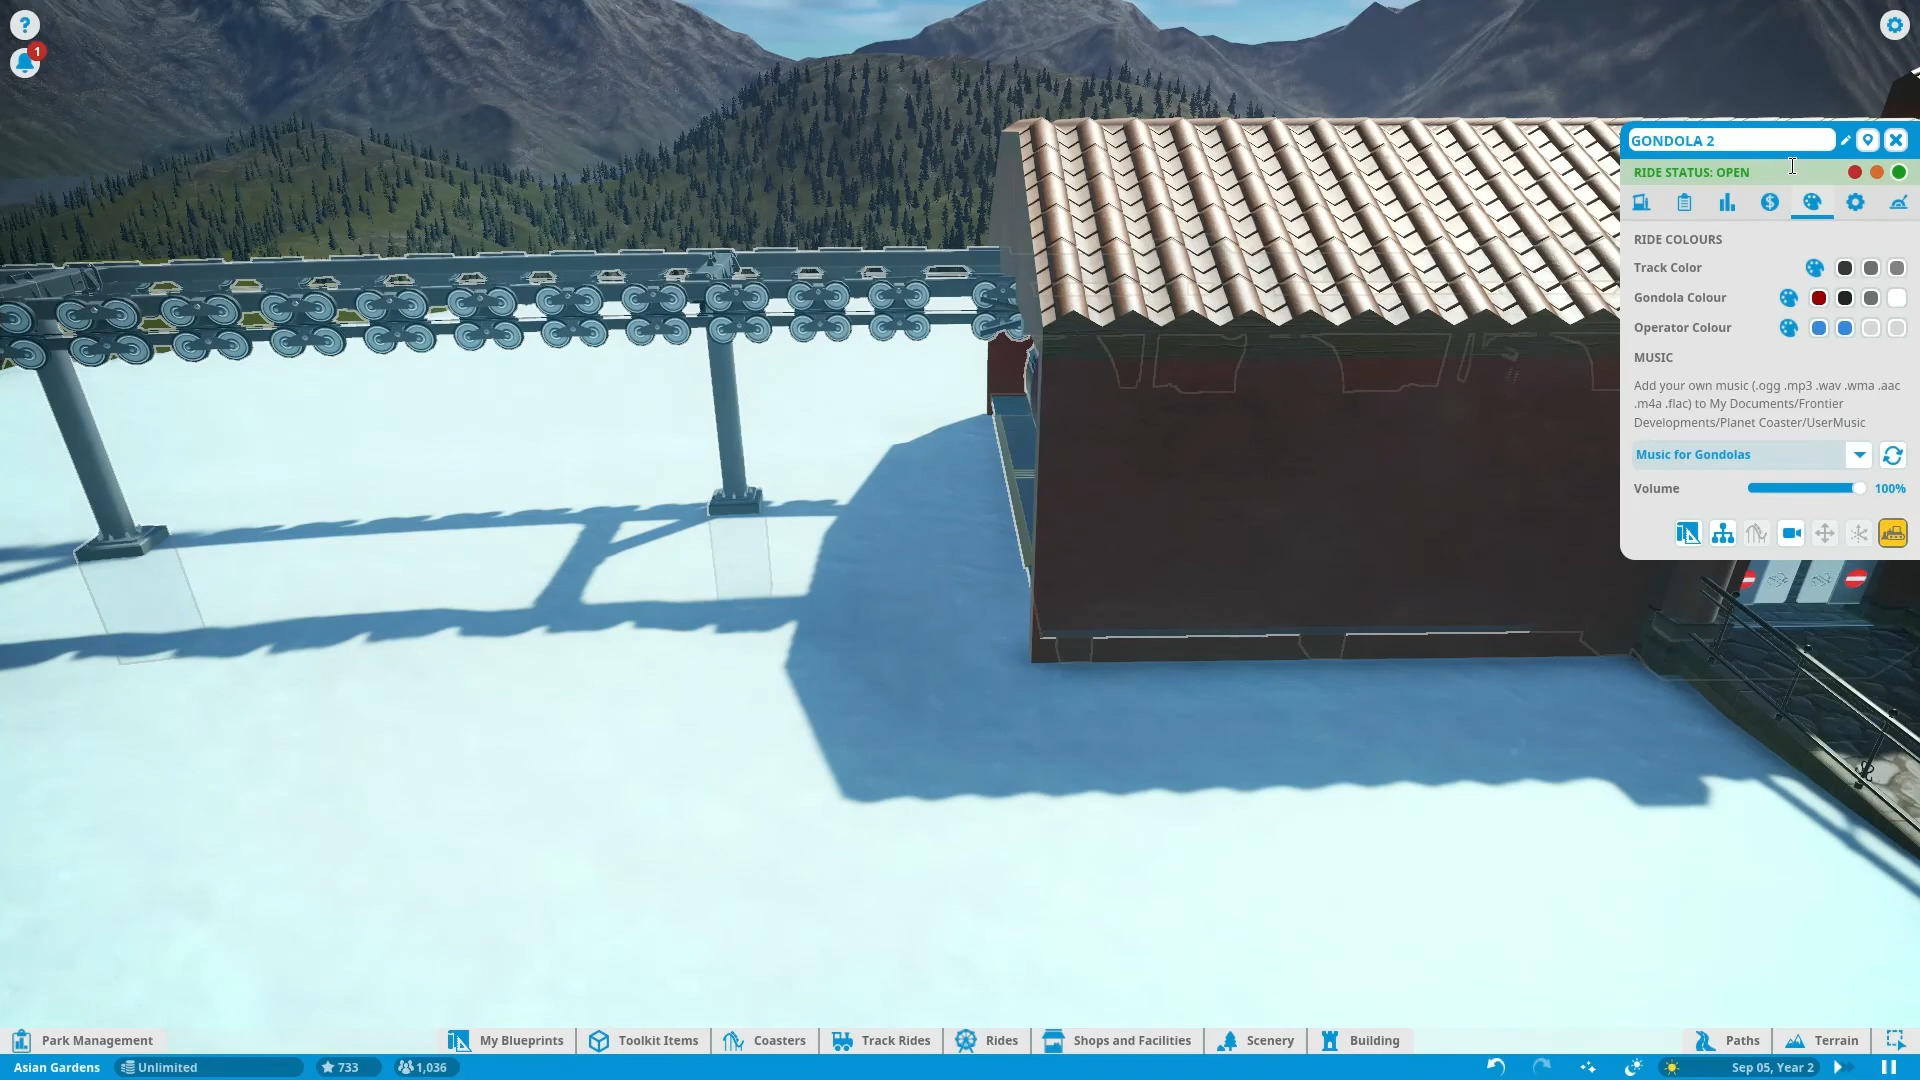 ?
1
GONDOLA 2
RIDE STATUS: OPEN
RIDE COLOURS
Track Color
Gondola Colour
Operator Colour
MUSIC
Add your own music (.ogg .mp3 .wav .wma .aac
.m4a .flac) to My Documents/Frontier
Developments/Planet Coaster/UserMusic
Music for Gondolas
Volume 100%
Park Management My Blueprints Toolkit Items Coasters Track Rides Rides Shops and Facilities Scenery Building Paths Terrain
Asian Gardens Unlimited 733 1,036 Sep 05, Year 2